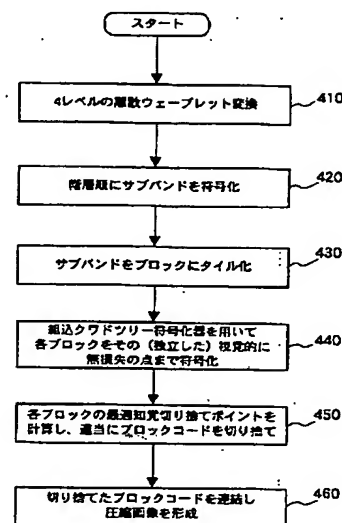 スタート
4レベルの離散ウェーブレット変換
410
階層順にサブバンドを符号化
420
サブバンドをブロックにタイル化
430
組込クワドツリー符号化器を用いて
各ブロックをその(独立した)視覚的に
無損失の点まで符号化
440
各ブロックの最適知覚切り捨てポイントを
計算し、適当にブロックコードを切り捨て
450
切り捨てたブロックコードを連結し
圧縮画像を形成
460